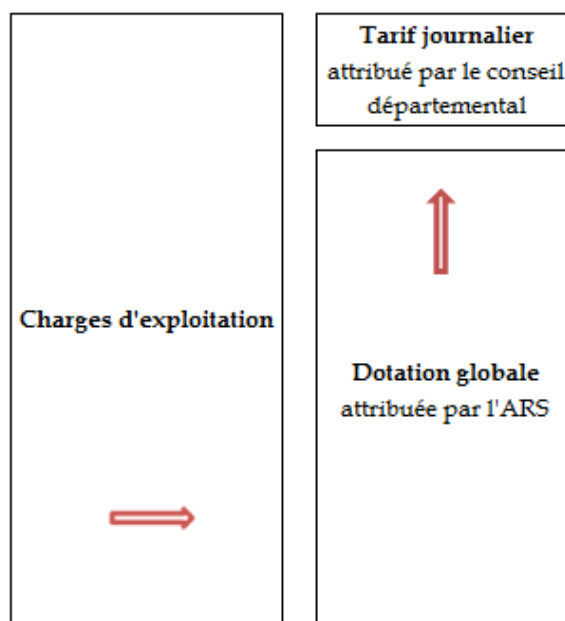 Tarif journalier
attribué par le conseil
départemental
Charges d'exploitation
Dotation globale
attribuée par l'ARS